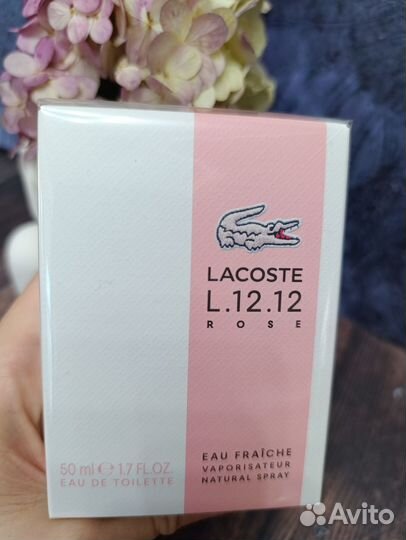 LACOSTE
L.12.12
ROSE
EAU FRAÎCHE
VAPORISATEUR
NATURAL SPRAY
50 ml ℮ 1.7 FL.OZ.
EAU DE TOILETTE
Avito